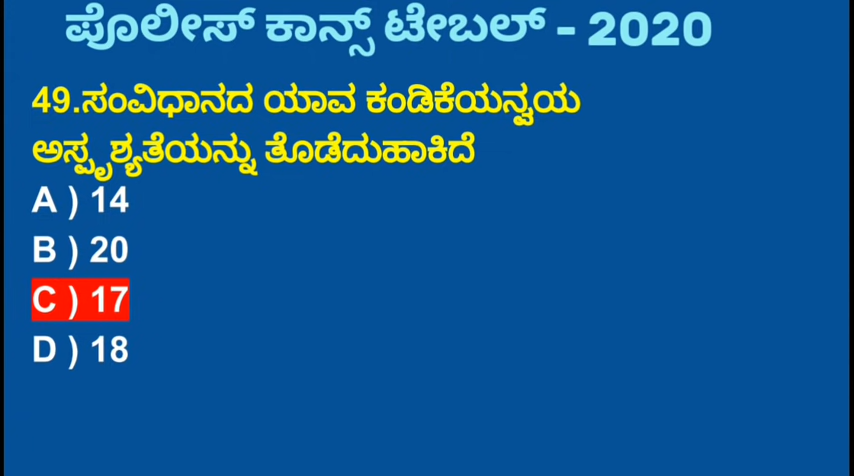 ಪೊಲೀಸ್ ಕಾನ್ಸ್ ಟೇಬಲ್ - 2020
49.ಸಂವಿಧಾನದ ಯಾವ ಕಂಡಿಕೆಯನ್ವಯ
ಅಸ್ಪೃಶ್ಯತೆಯನ್ನು ತೊಡೆದುಹಾಕಿದೆ
A ) 14
B ) 20
C ) 17
D ) 18